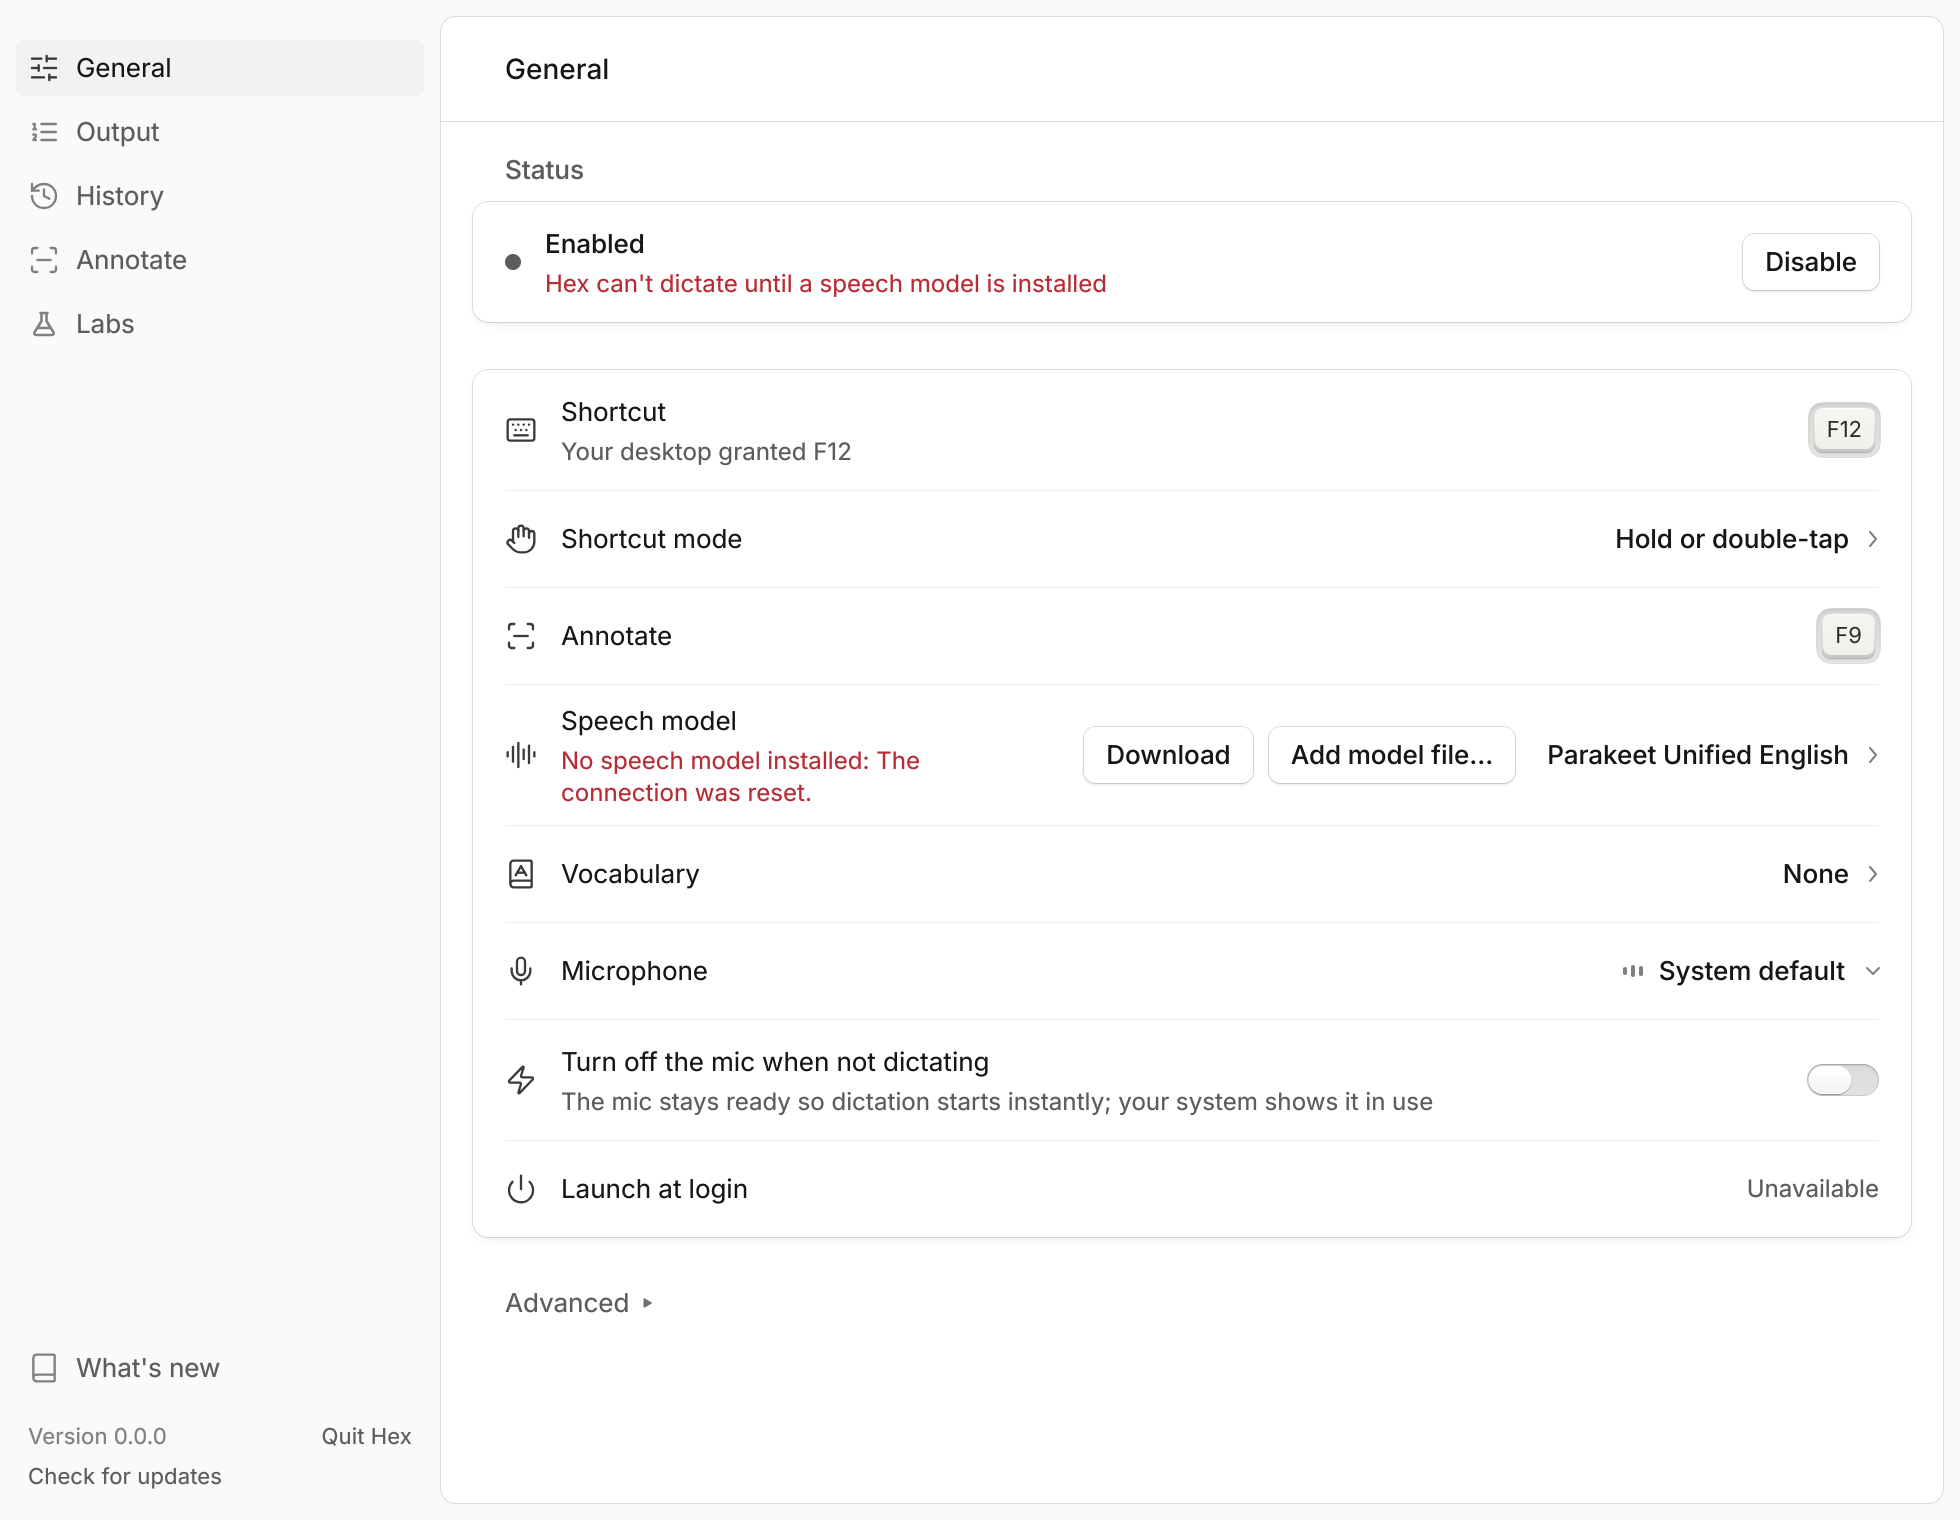 General
Output
History
Annotate
Labs
What's new
Version 0.0.0
Quit Hex
Check for updates
General
Status
Enabled
Hex can't dictate until a speech model is installed
Disable
Shortcut
Your desktop granted F12
F12
Shortcut mode
Hold or double-tap
Annotate
F9
Speech model
No speech model installed: The
connection was reset.
Download
Add model file...
Parakeet Unified English
Vocabulary
None
Microphone
System default
Turn off the mic when not dictating
The mic stays ready so dictation starts instantly; your system shows it in use
Launch at login
Unavailable
Advanced